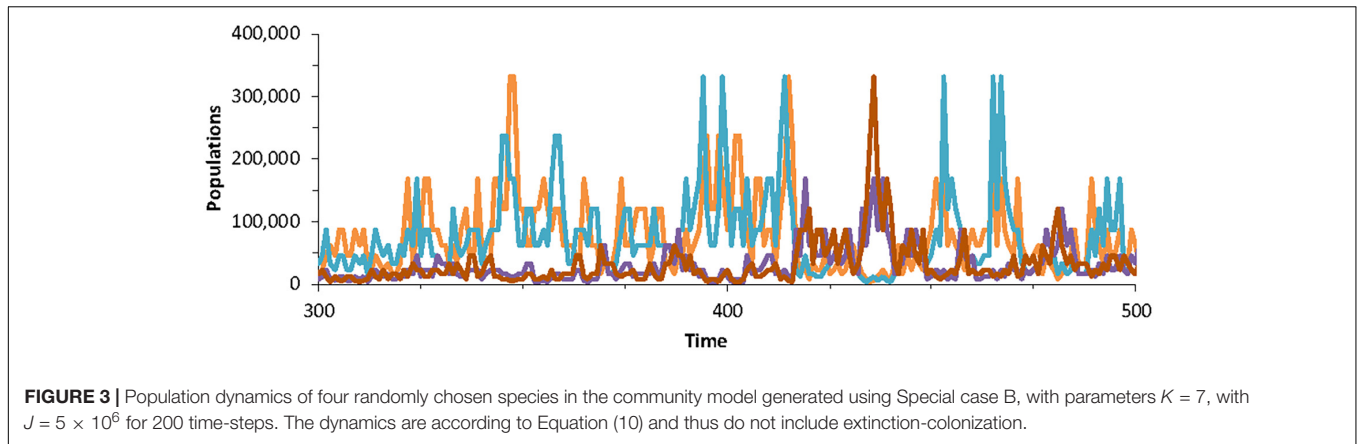 400,000
300,000
200,000
100,000
0
Populations
300
400
500
Time
FIGURE 3 | Population dynamics of four randomly chosen species in the community model generated using Special case B, with parameters K = 7, with
J = 5 × 10⁶ for 200 time-steps. The dynamics are according to Equation (10) and thus do not include extinction-colonization.